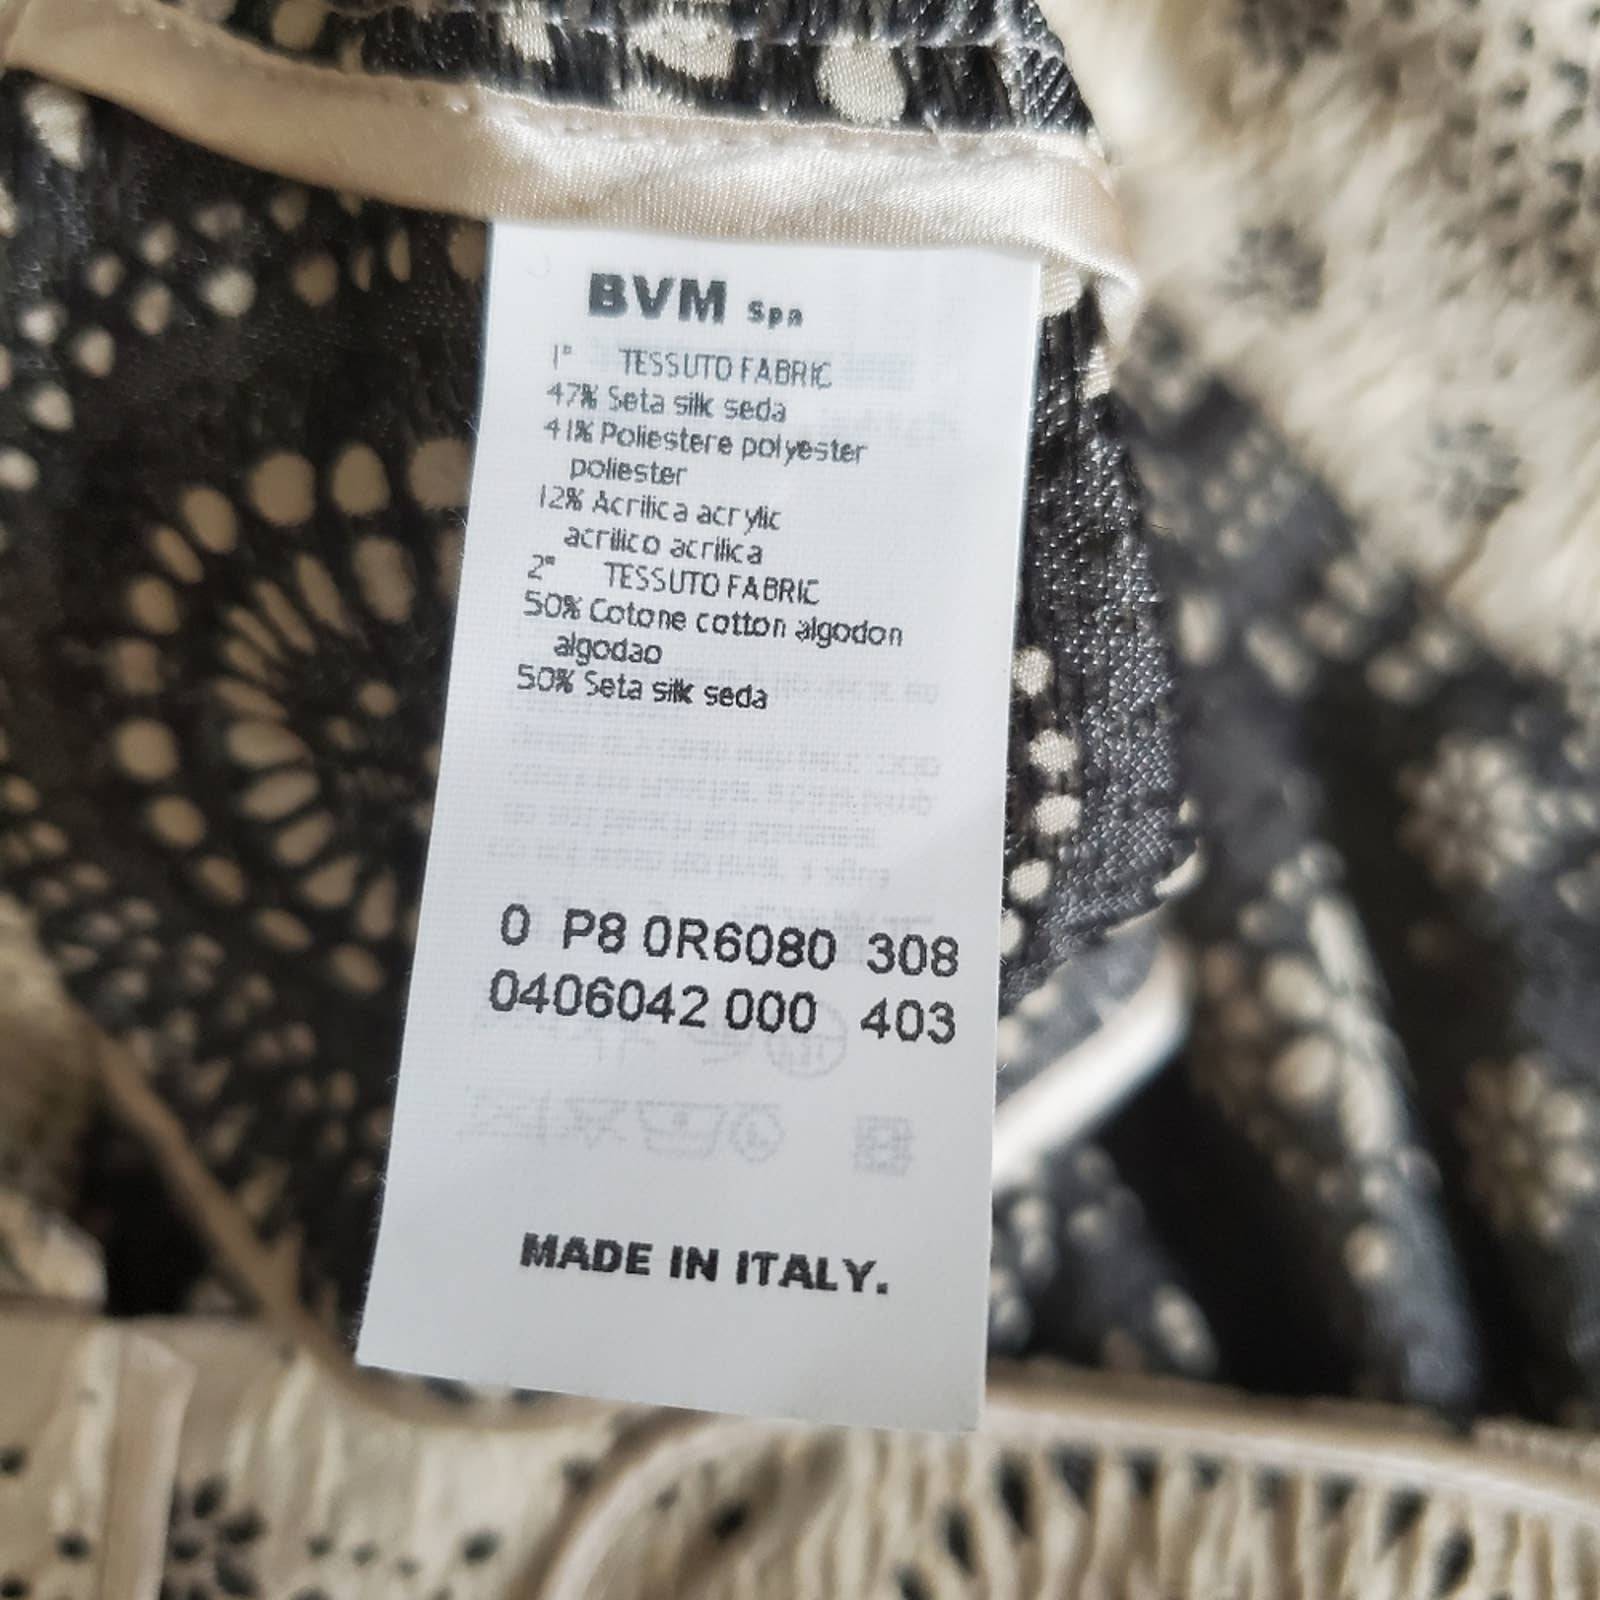 BVM Spa
1° TESSUTO FABRIC
47% Seta silk seda
41% Poliestere polyester
poliester
12% Acrilica acrylic
acrilico acrilica
2° TESSUTO FABRIC
50% Cotone cotton algodon
algodao
50% Seta silk seda
0 P8 0R6080 308
0406042 000 403
MADE IN ITALY.